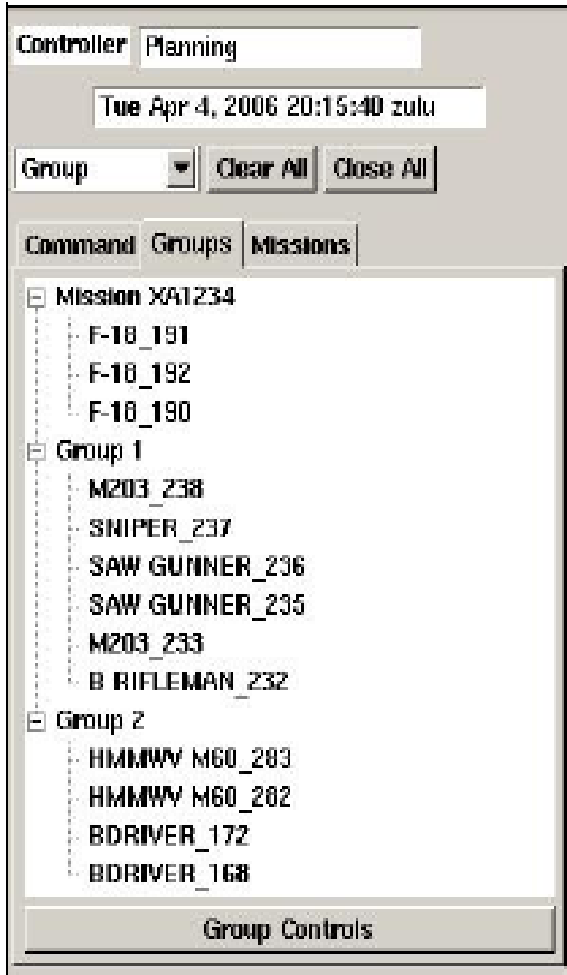 Controller Planning
Tue Apr 4, 2006 20:15:40 zulu
Group Clear All Close All
Command Groups Missions
Mission XA1234
F-18_191
F-18_192
F-18_190
Group 1
M203_238
SNIPER_237
SAW GUNNER_236
SAW GUNNER_235
M203_233
B RIFLEMAN_232
Group 2
HMMWV M60_283
HMMWV M60_282
BDRIVER_172
BDRIVER_168
Group Controls